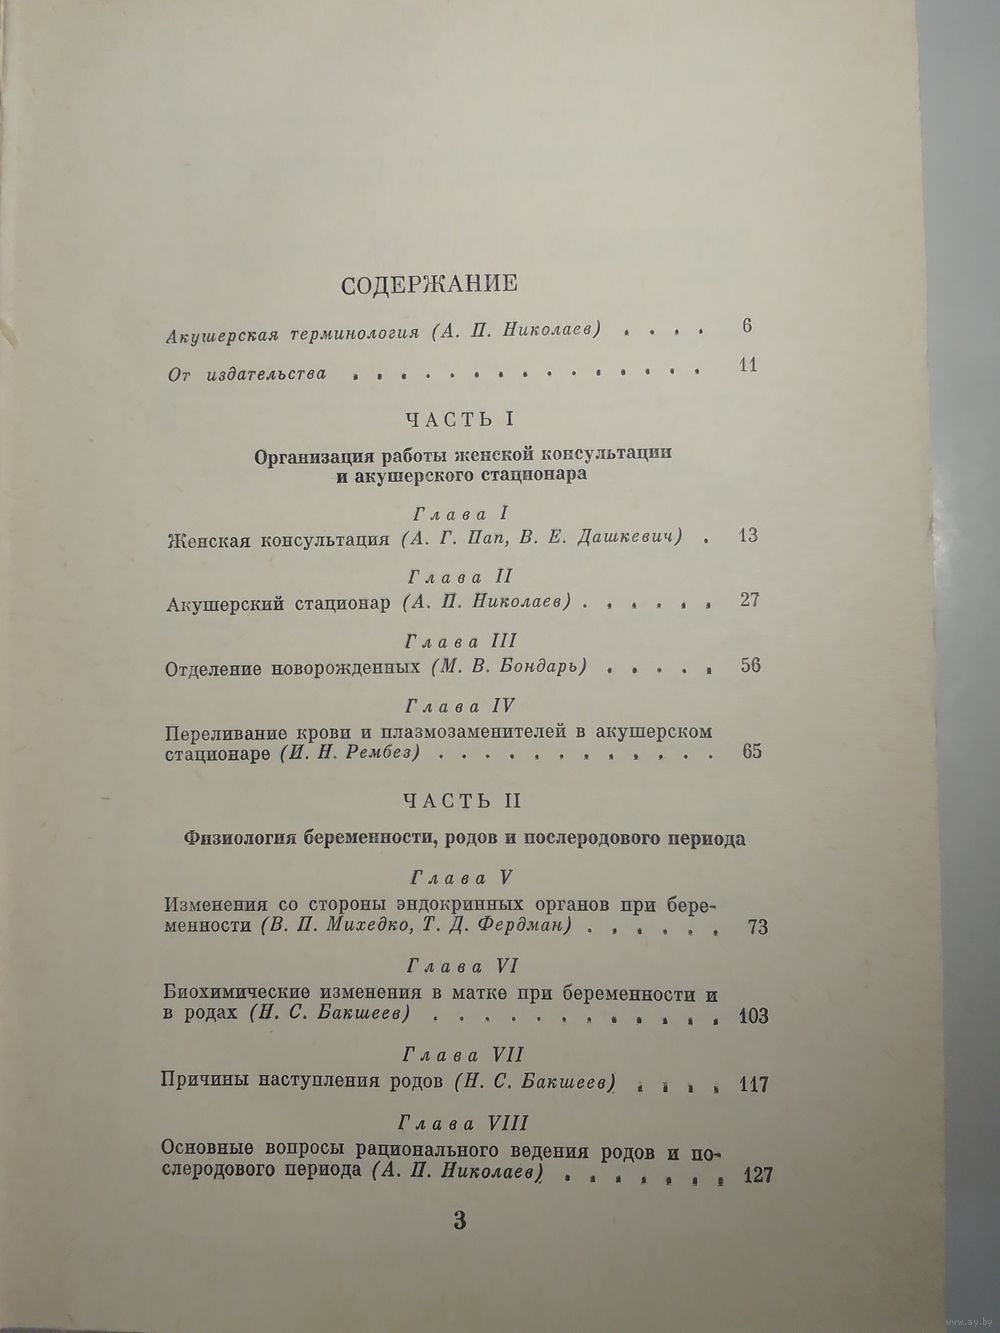 СОДЕРЖАНИЕ
Акушерская терминология (А. П. Николаев) . . . . 6
От издательства . . . . . . . . . . . . . . . 11
ЧАСТЬ I
Организация работы женской консультации
и акушерского стационара
Глава I
Женская консультация (А. Г. Пап, В. Е. Дашкевич) . 13
Глава II
Акушерский стационар (А. П. Николаев) . . . . . . 27
Глава III
Отделение новорожденных (М. В. Бондарь) . . . . . 56
Глава IV
Переливание крови и плазмозаменителей в акушерском
стационаре (И. Н. Рембез) . . . . . . . . . . . . 65
ЧАСТЬ II
Физиология беременности, родов и послеродового периода
Глава V
Изменения со стороны эндокринных органов при бере-
менности (В. П. Михедко, Т. Д. Фердман) . . . . . . 73
Глава VI
Биохимические изменения в матке при беременности и
в родах (Н. С. Бакшеев) . . . . . . . . . . . . 103
Глава VII
Причины наступления родов (Н. С. Бакшеев) . . . . 117
Глава VIII
Основные вопросы рационального ведения родов и по-
слеродового периода (А. П. Николаев) . . . . . . . 127
3
www.ay.by